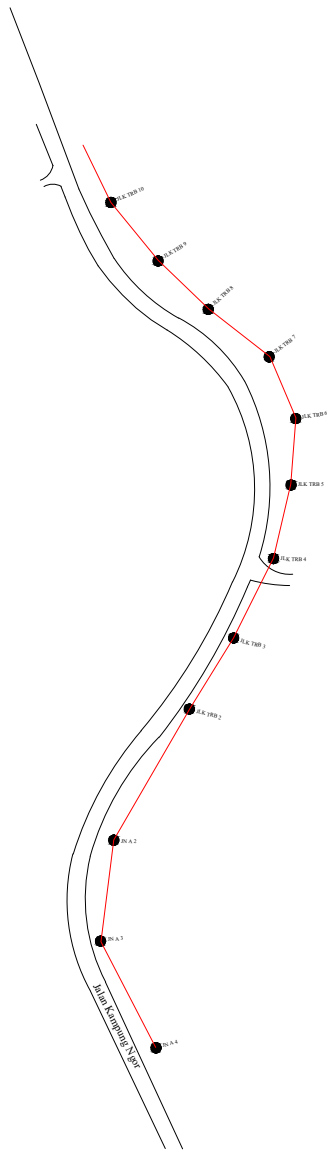 JLK TRB 10
JLK TRB 9
JLK TRB 8
JLK TRB 7
JLK TRB 6
JLK TRB 5
JLK TRB 4
JLK TRB 3
JLK TRB 2
JN A 2
JN A 3
Jalan Kampung Ngor
JN A 4